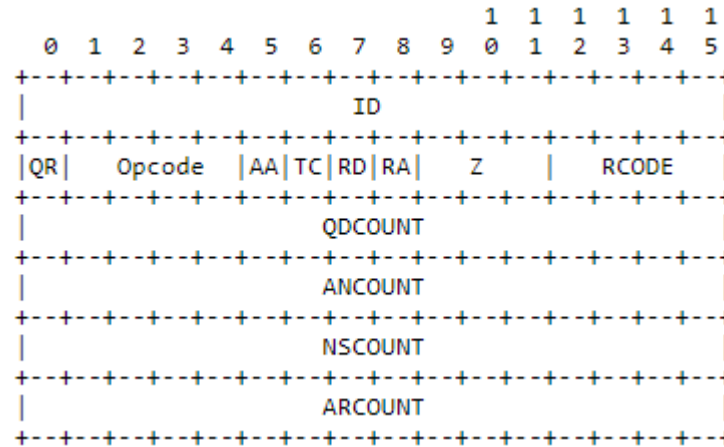 1  1  1  1  1  1
  0  1  2  3  4  5  6  7  8  9  0  1  2  3  4  5
+--+--+--+--+--+--+--+--+--+--+--+--+--+--+--+--
|                      ID                       |
+--+--+--+--+--+--+--+--+--+--+--+--+--+--+--+--
|QR|   Opcode  |AA|TC|RD|RA|   Z    |   RCODE   |
+--+--+--+--+--+--+--+--+--+--+--+--+--+--+--+--
|                    QDCOUNT                    |
+--+--+--+--+--+--+--+--+--+--+--+--+--+--+--+--
|                    ANCOUNT                    |
+--+--+--+--+--+--+--+--+--+--+--+--+--+--+--+--
|                    NSCOUNT                    |
+--+--+--+--+--+--+--+--+--+--+--+--+--+--+--+--
|                    ARCOUNT                    |
+--+--+--+--+--+--+--+--+--+--+--+--+--+--+--+--